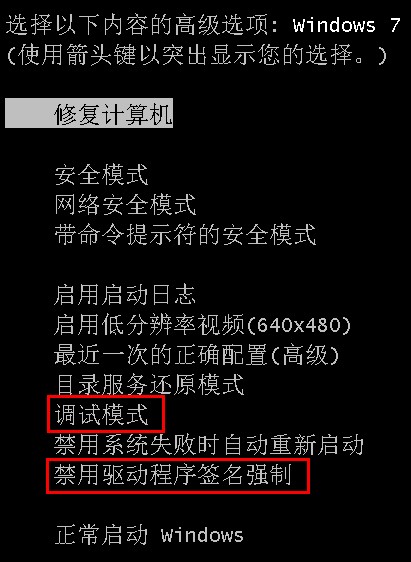 选择以下内容的高级选项: Windows 7
(使用箭头键以突出显示您的选择。)
修复计算机
安全模式
网络安全模式
带命令提示符的安全模式
启用启动日志
启用低分辨率视频(640x480)
最近一次的正确配置(高级)
目录服务还原模式
调试模式
禁用系统失败时自动重新启动
禁用驱动程序签名强制
正常启动 Windows